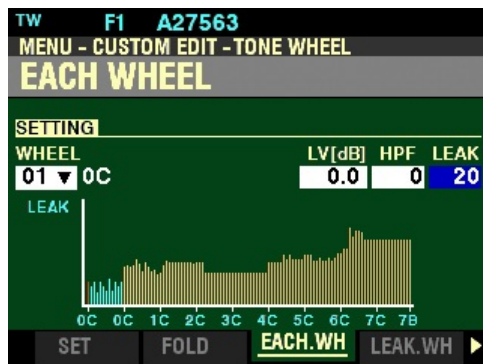 TW F1 A27563
MENU - CUSTOM EDIT - TONE WHEEL
EACH WHEEL
SETTING
WHEEL LV[dB] HPF LEAK
01 ▼ 0C 0.0 0 20
LEAK
0C 0C 1C 2C 3C 4C 5C 6C 7C 7B
SET FOLD EACH.WH LEAK.WH ▶